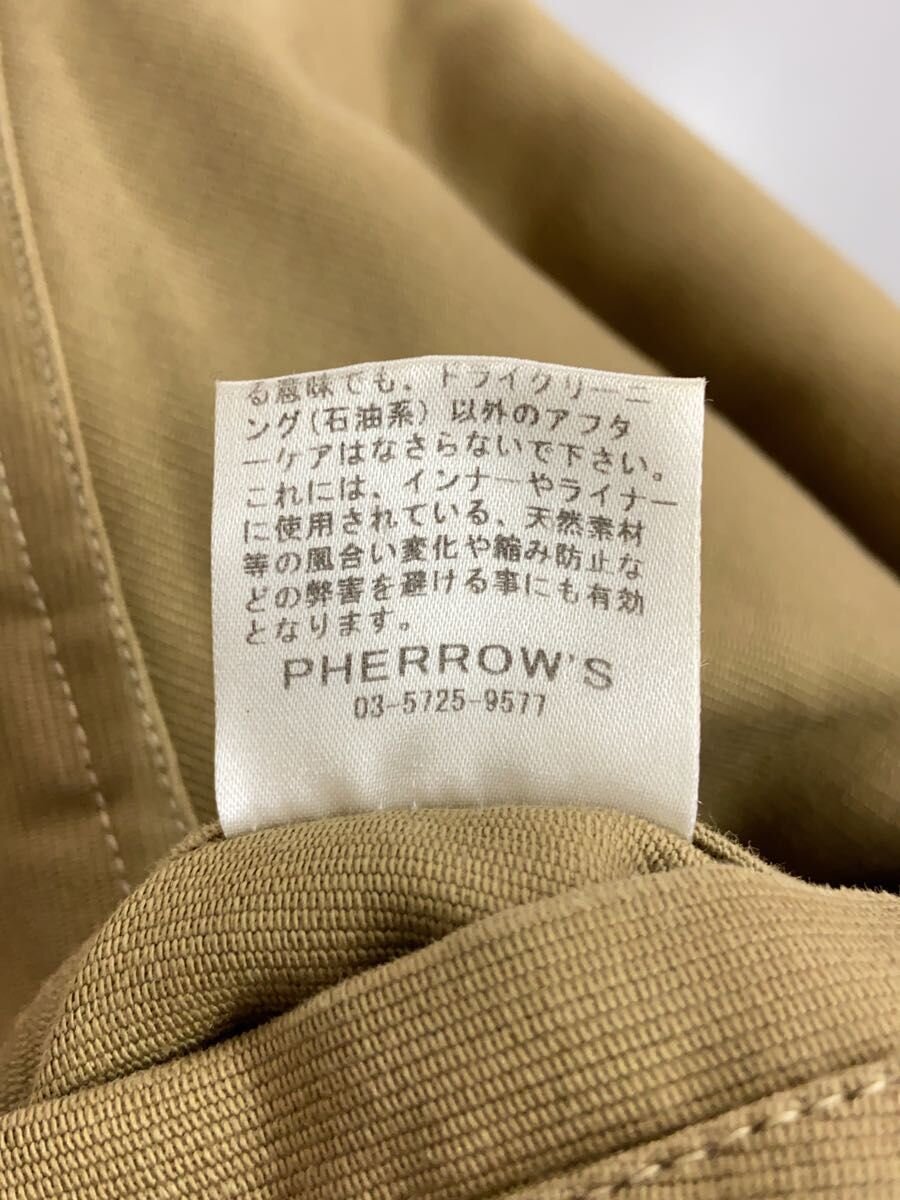 る意味でも、ドライクリーニ
ング(石油系)以外のアフタ
ーケアはなさらないで下さい。
これには、インナーやライナー
に使用されている、天然素材
等の風合い変化や縮み防止な
どの弊害を避ける事にも有効
となります。
PHERROW'S
03-5725-9577